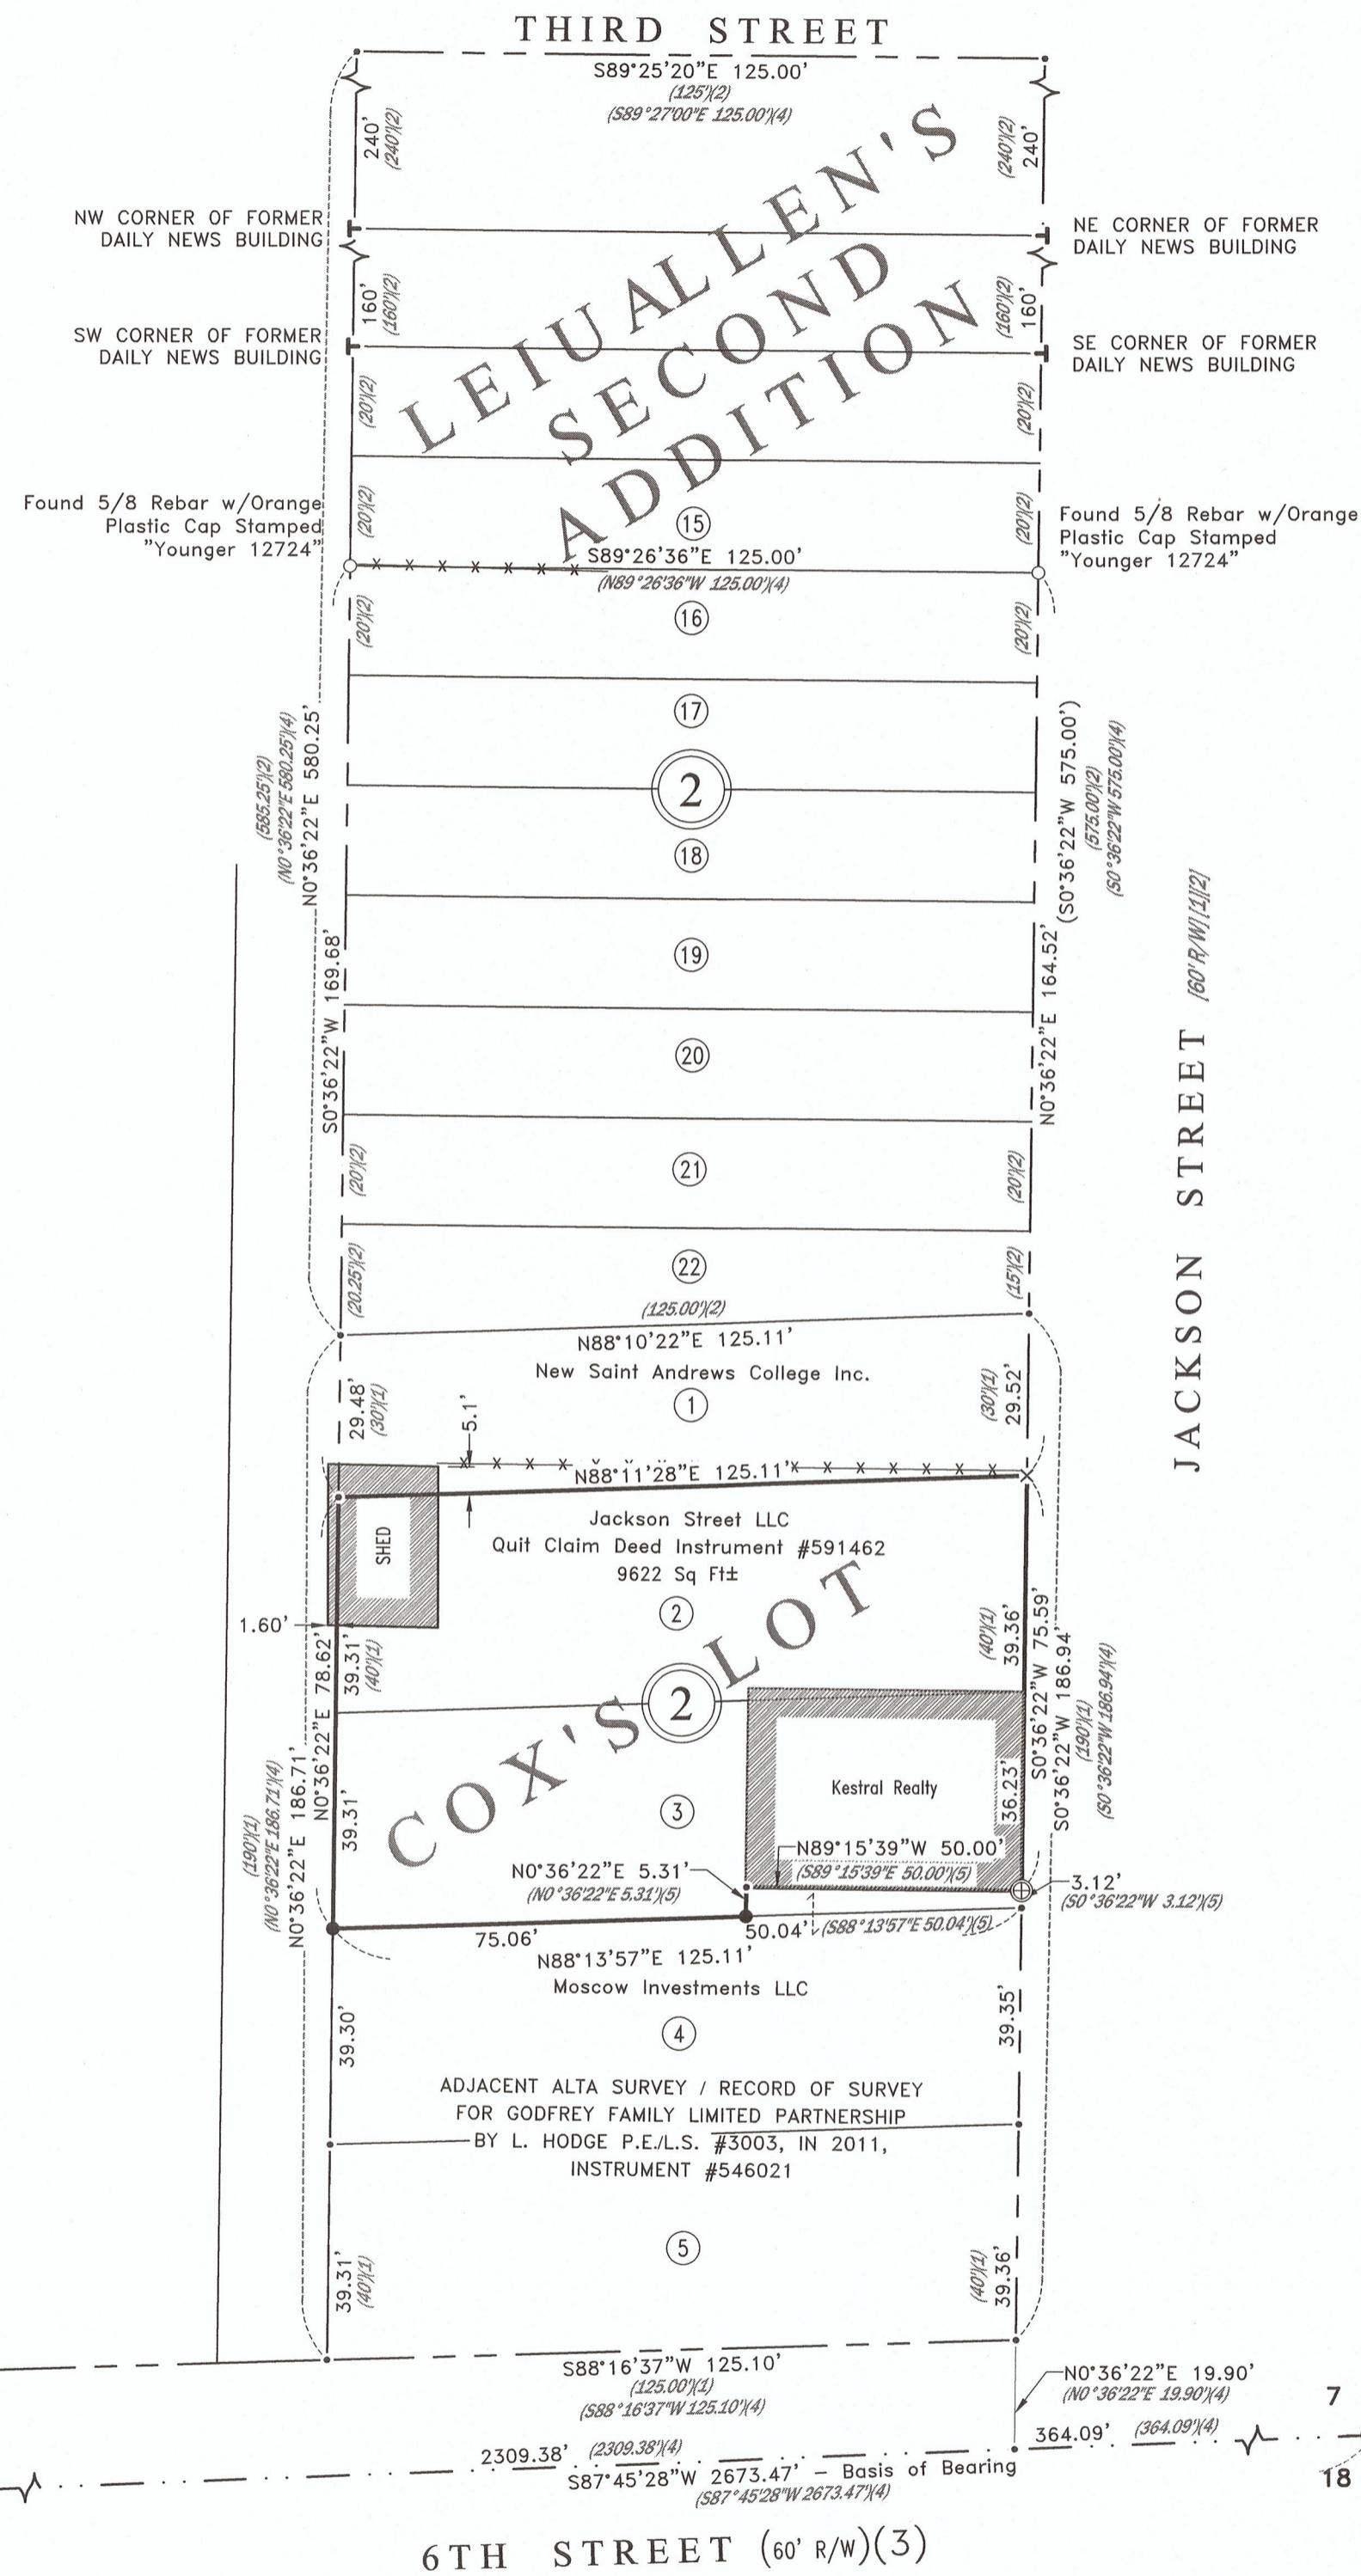 THIRD STREET
S89°25'20"E 125.00'
(125')(2)
(S89°27'00"E 125.00')(4)
240'
(240')(2)
(240')(2)
240'
LEIUALLEN'S
SECOND
ADDITION
NW CORNER OF FORMER
DAILY NEWS BUILDING
NE CORNER OF FORMER
DAILY NEWS BUILDING
160'
(160')(2)
(160')(2)
160'
SW CORNER OF FORMER
DAILY NEWS BUILDING
SE CORNER OF FORMER
DAILY NEWS BUILDING
(20')(2)
(20')(2)
Found 5/8 Rebar w/Orange
Plastic Cap Stamped
"Younger 12724"
(20')(2)
15
(20')(2)
Found 5/8 Rebar w/Orange
Plastic Cap Stamped
"Younger 12724"
S89°26'36"E 125.00'
(N89°26'36"W 125.00')(4)
(20')(2)
16
(20')(2)
17
(585.25')(2)
(N0°36'22"E 580.25')(4)
N0°36'22"E 580.25'
2
(S0°36'22"W 575.00')
(575.00')(2)
(S0°36'22"W 575.00')(4)
18
S0°36'22"W 169.68'
19
N0°36'22"E 164.52'
JACKSON STREET [60' R/W][1][2]
20
(20')(2)
21
(20')(2)
(20.25')(2)
22
(15')(2)
(125.00')(2)
N88°10'22"E 125.11'
New Saint Andrews College Inc.
29.48'
(30')(1)
5.1'
1
(30')(1)
29.52'
N88°11'28"E 125.11'
SHED
Jackson Street LLC
Quit Claim Deed Instrument #591462
9622 Sq Ft±
2
1.60'
39.31'
(40')(1)
N0°36'22"E 78.62'
(40')(1)
39.36'
S0°36'22"W 75.59'
S0°36'22"W 186.94'
(190')(1)
(S0°36'22"W 186.94')(4)
COX'S LOT
2
(190')(1)
(N0°36'22"E 186.71')(4)
N0°36'22"E 186.71'
39.31'
3
Kestral Realty
36.23'
N89°15'39"W 50.00'
(S89°15'39"E 50.00')(5)
N0°36'22"E 5.31'
(N0°36'22"E 5.31')(5)
3.12'
(S0°36'22"W 3.12')(5)
75.06'
50.04'
(S88°13'57"E 50.04')(5)
N88°13'57"E 125.11'
Moscow Investments LLC
39.30'
4
39.35'
ADJACENT ALTA SURVEY / RECORD OF SURVEY
FOR GODFREY FAMILY LIMITED PARTNERSHIP
BY L. HODGE P.E./L.S. #3003, IN 2011,
INSTRUMENT #546021
39.31'
(40')(1)
5
(40')(1)
39.36'
S88°16'37"W 125.10'
(125.00')(1)
(S88°16'37"W 125.10')(4)
N0°36'22"E 19.90'
(N0°36'22"E 19.90')(4)
7
2309.38' (2309.38')(4)
364.09' (364.09')(4)
S87°45'28"W 2673.47' – Basis of Bearing
(S87°45'28"W 2673.47')(4)
18
6TH STREET (60' R/W)(3)